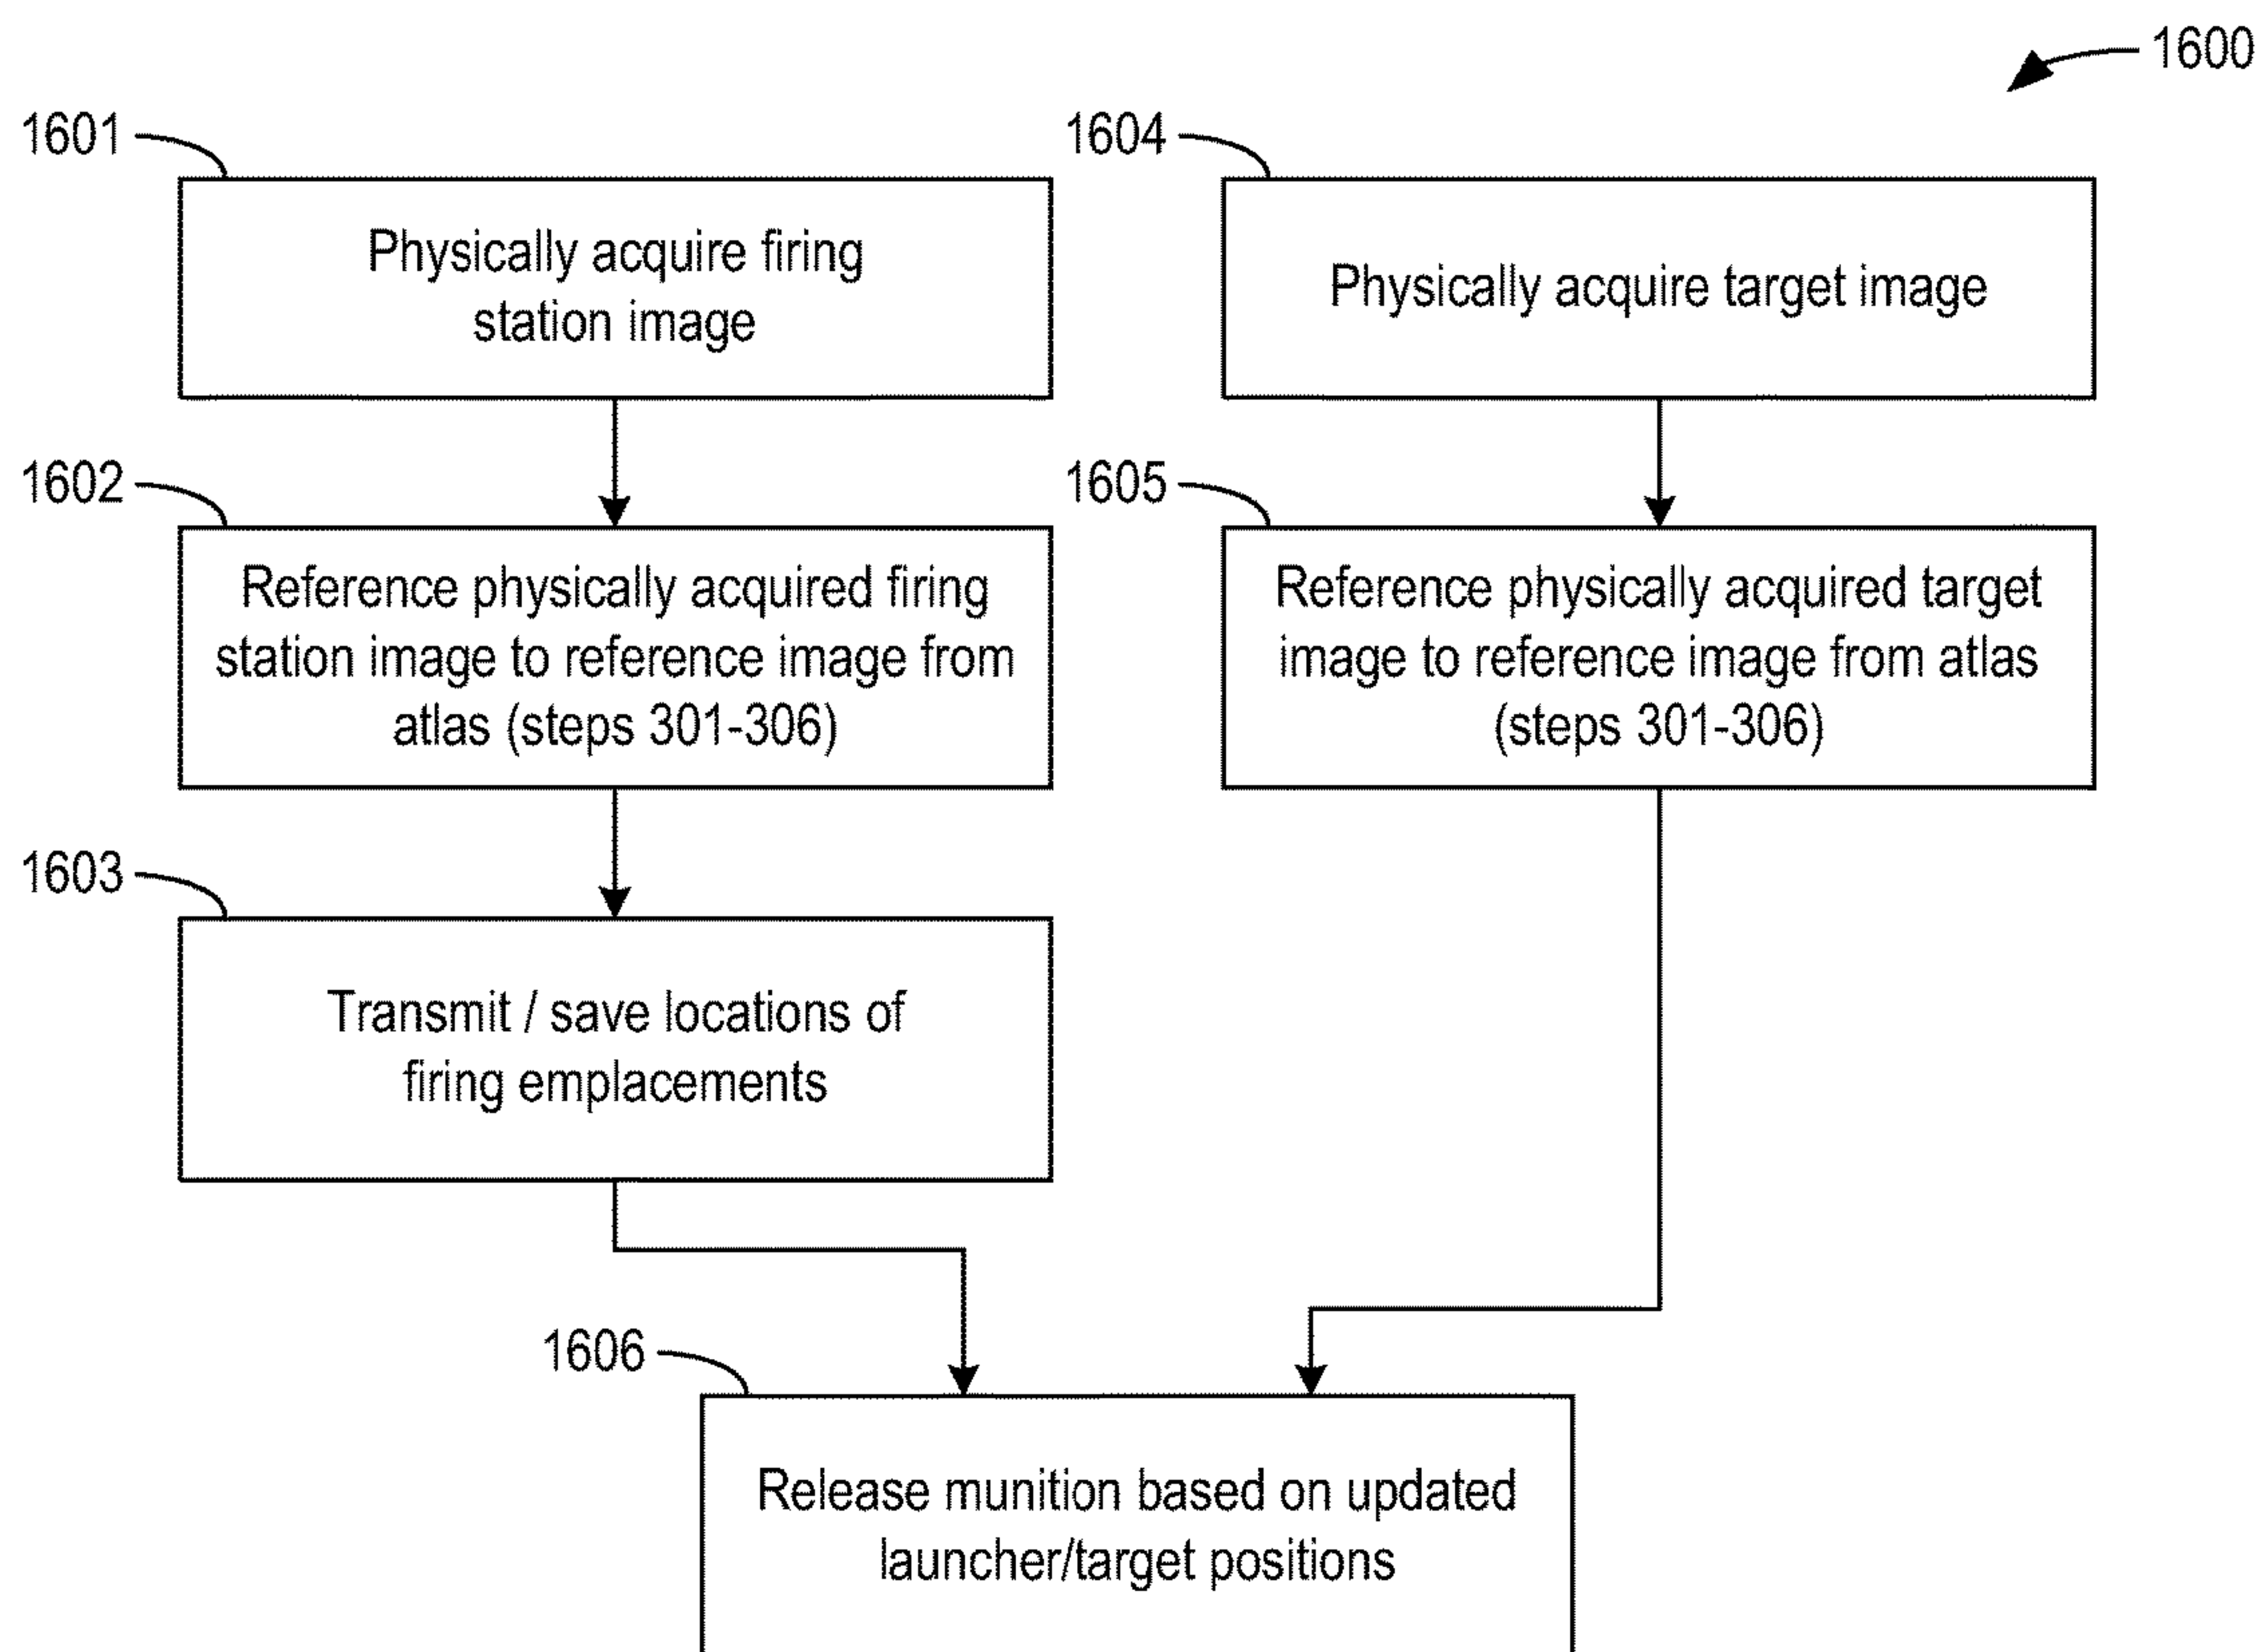 1600
1601
Physically acquire firing
station image
1604
Physically acquire target image
1602
Reference physically acquired firing
station image to reference image from
atlas (steps 301-306)
1605
Reference physically acquired target
image to reference image from atlas
(steps 301-306)
1603
Transmit / save locations of
firing emplacements
1606
Release munition based on updated
launcher/target positions